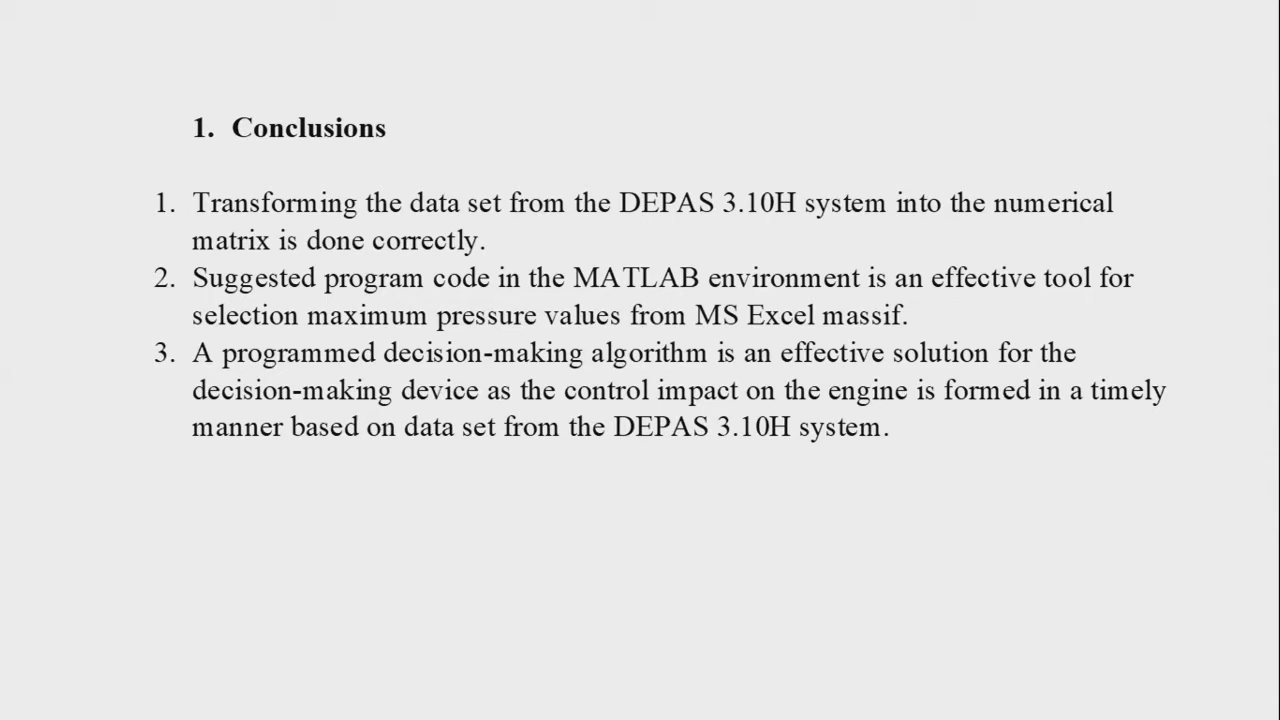 1. Conclusions
1. Transforming the data set from the DEPAS 3.10H system into the numerical
matrix is done correctly.
2. Suggested program code in the MATLAB environment is an effective tool for
selection maximum pressure values from MS Excel massif.
3. A programmed decision-making algorithm is an effective solution for the
decision-making device as the control impact on the engine is formed in a timely
manner based on data set from the DEPAS 3.10H system.